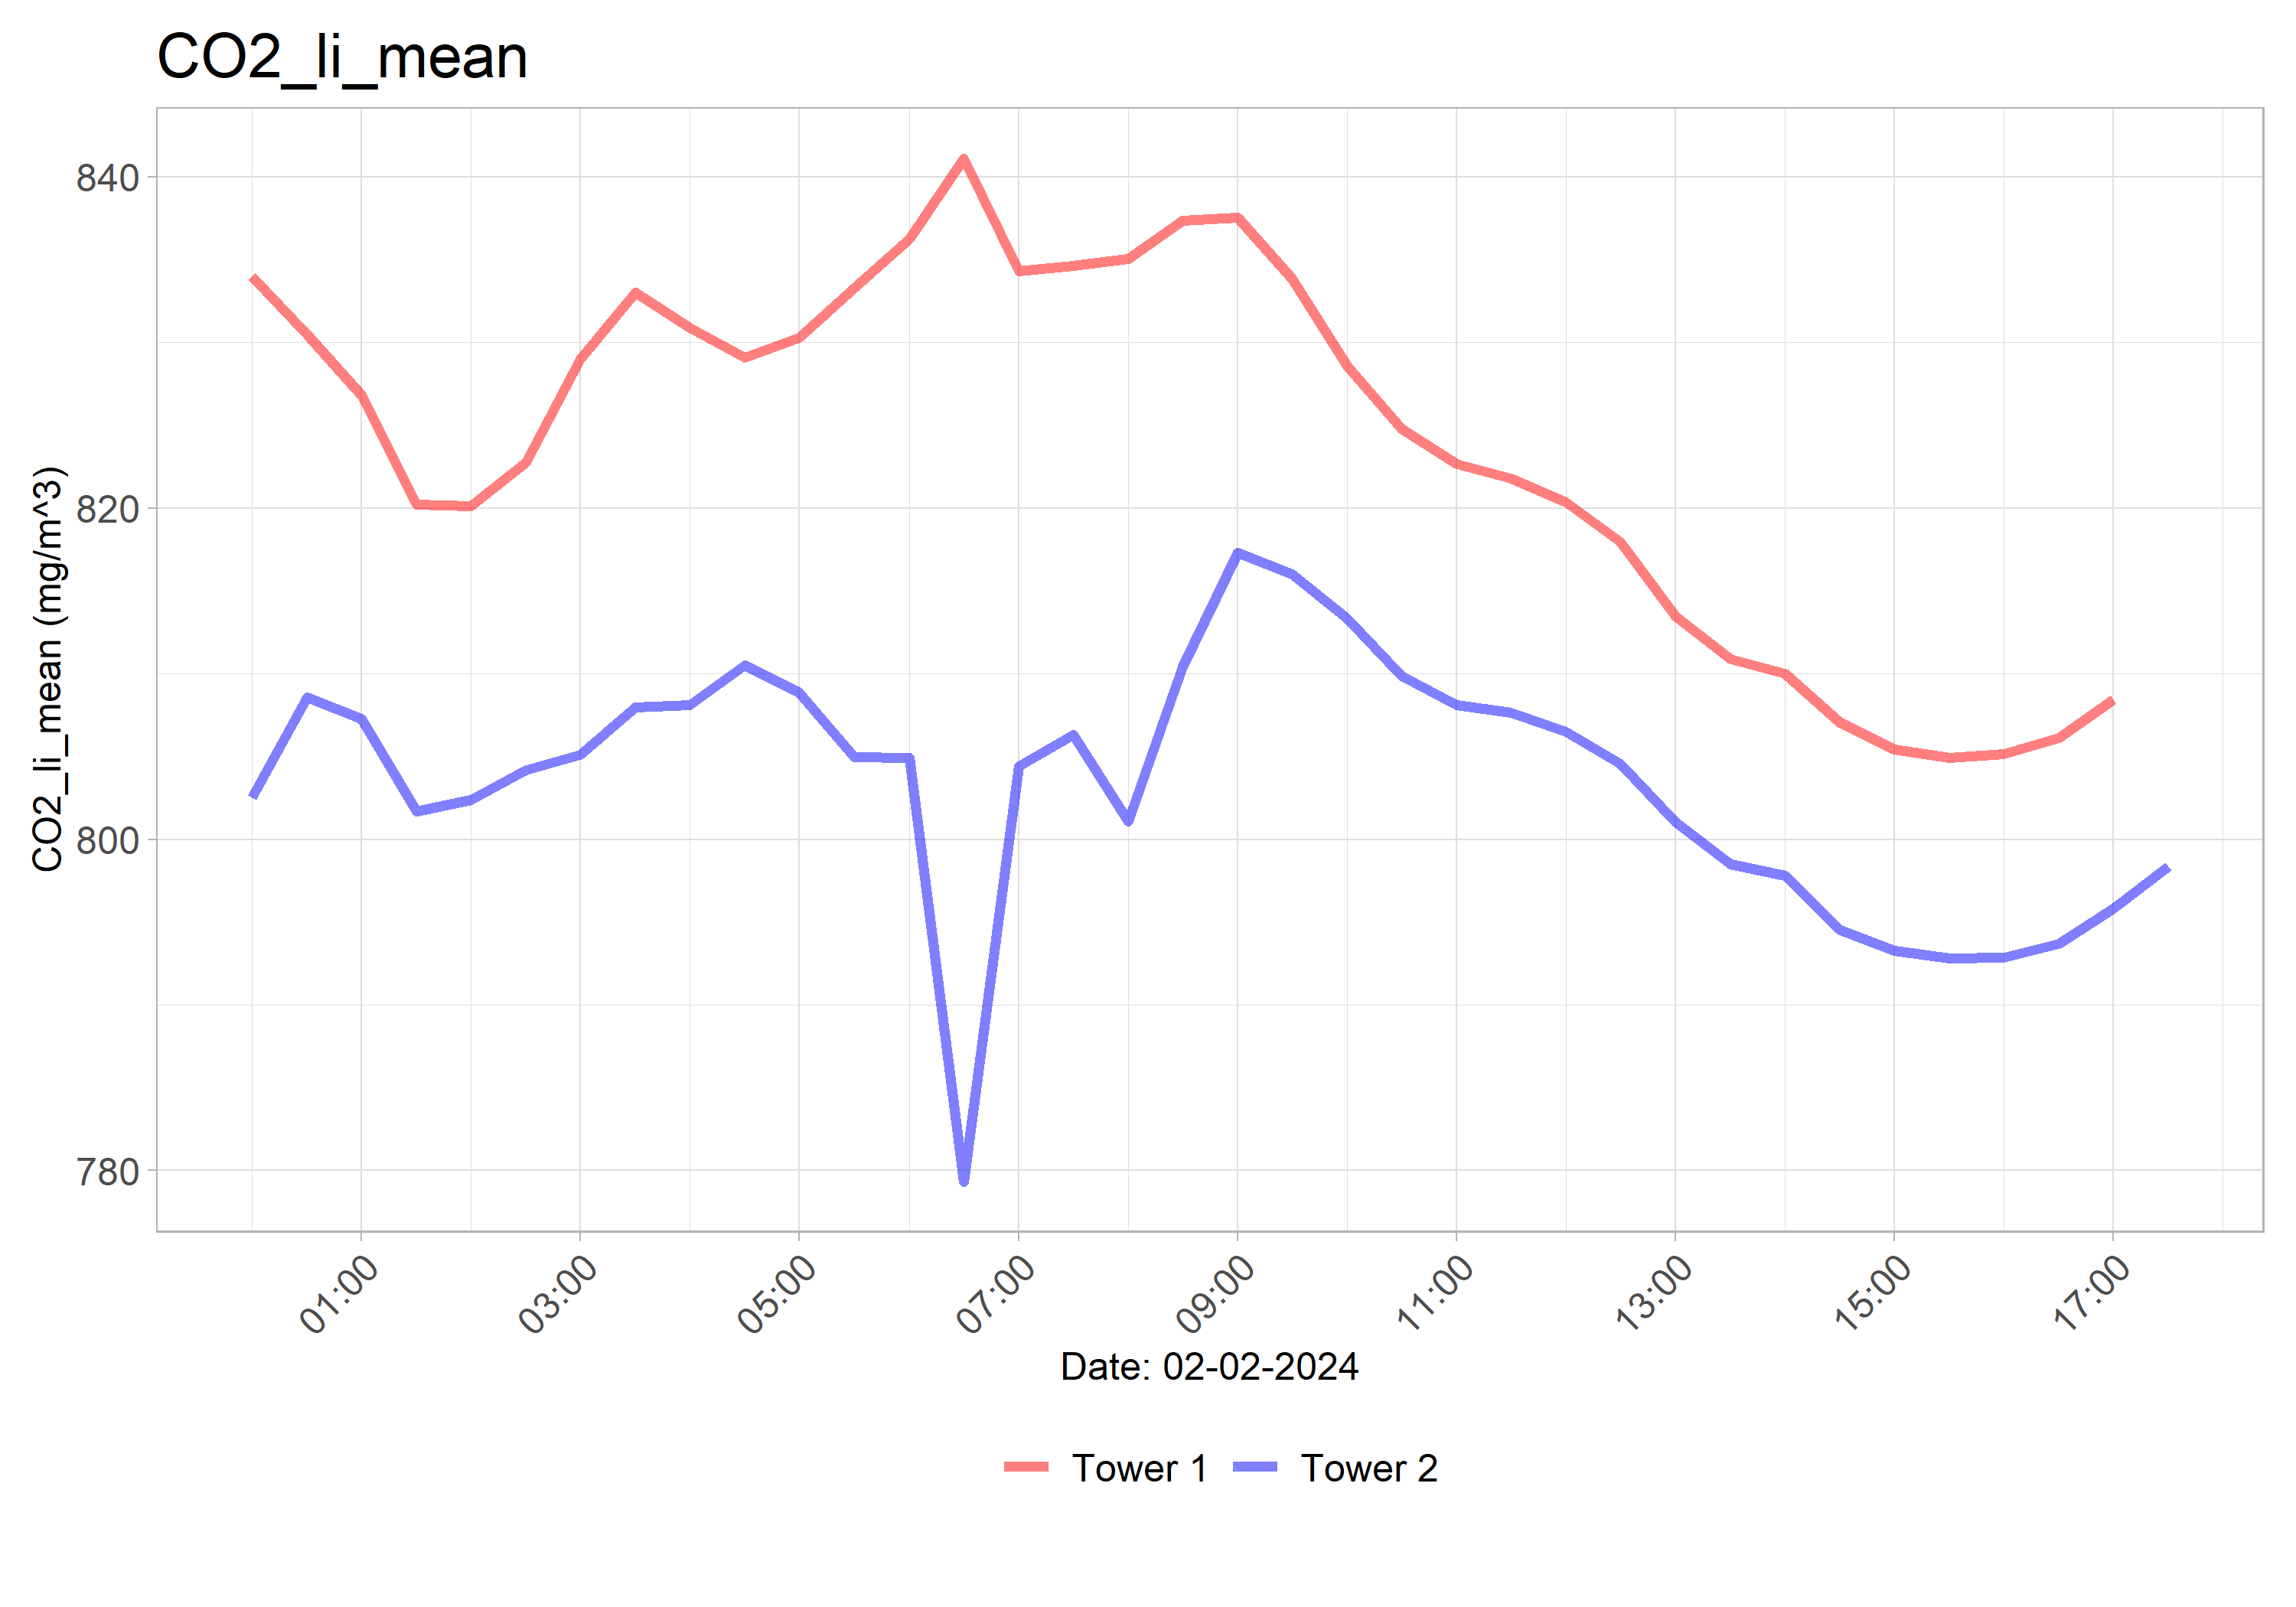 CO2_li_mean
CO2_li_mean (mg/m^3)
840
820
800
780
01:00
03:00
05:00
07:00
09:00
11:00
13:00
15:00
17:00
Date: 02-02-2024
Tower 1
Tower 2